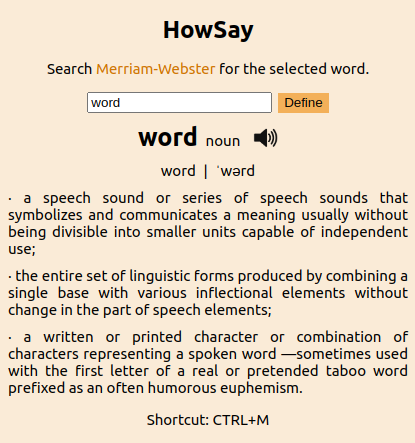 HowSay
Search Merriam-Webster for the selected word.
word Define
word noun
word | ˈwərd
· a speech sound or series of speech sounds that
symbolizes and communicates a meaning usually without
being divisible into smaller units capable of independent
use;
· the entire set of linguistic forms produced by combining a
single base with various inflectional elements without
change in the part of speech elements;
· a written or printed character or combination of
characters representing a spoken word —sometimes used
with the first letter of a real or pretended taboo word
prefixed as an often humorous euphemism.
Shortcut: CTRL+M